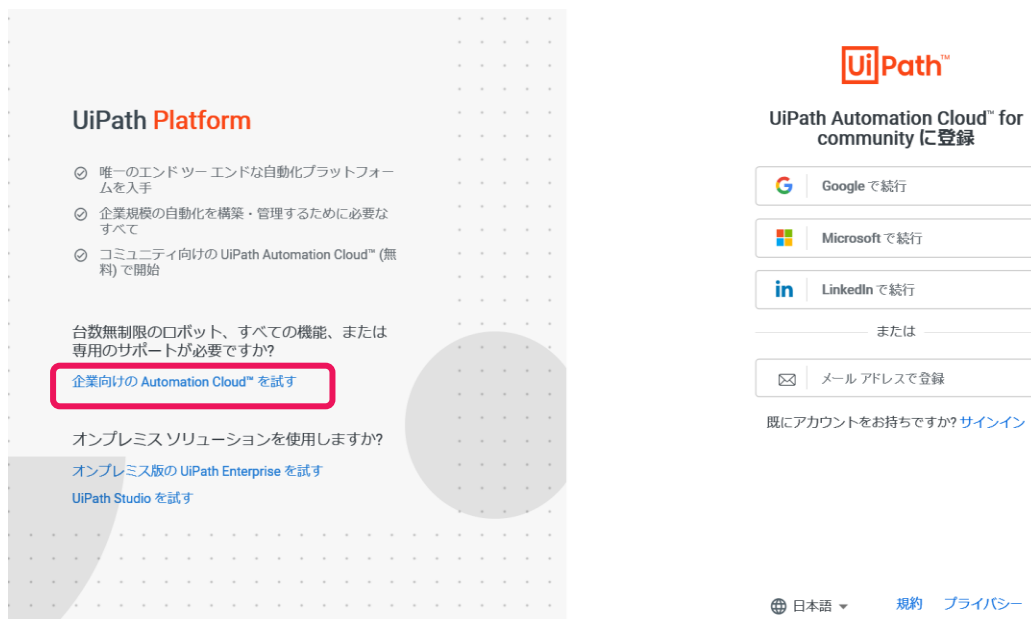 UiPath Platform
唯一のエンド ツー エンドな自動化プラットフォー
ムを入手
企業規模の自動化を構築・管理するために必要な
すべて
コミュニティ向けの UiPath Automation Cloud™ (無
料) で開始
台数無制限のロボット、すべての機能、または
専用のサポートが必要ですか?
企業向けの Automation Cloud™ を試す
オンプレミス ソリューションを使用しますか?
オンプレミス版の UiPath Enterprise を試す
UiPath Studio を試す
UiPath™
UiPath Automation Cloud™ for
community に登録
Google で続行
Microsoft で続行
in LinkedIn で続行
または
メール アドレスで登録
既にアカウントをお持ちですか? サインイン
日本語 規約 プライバシー